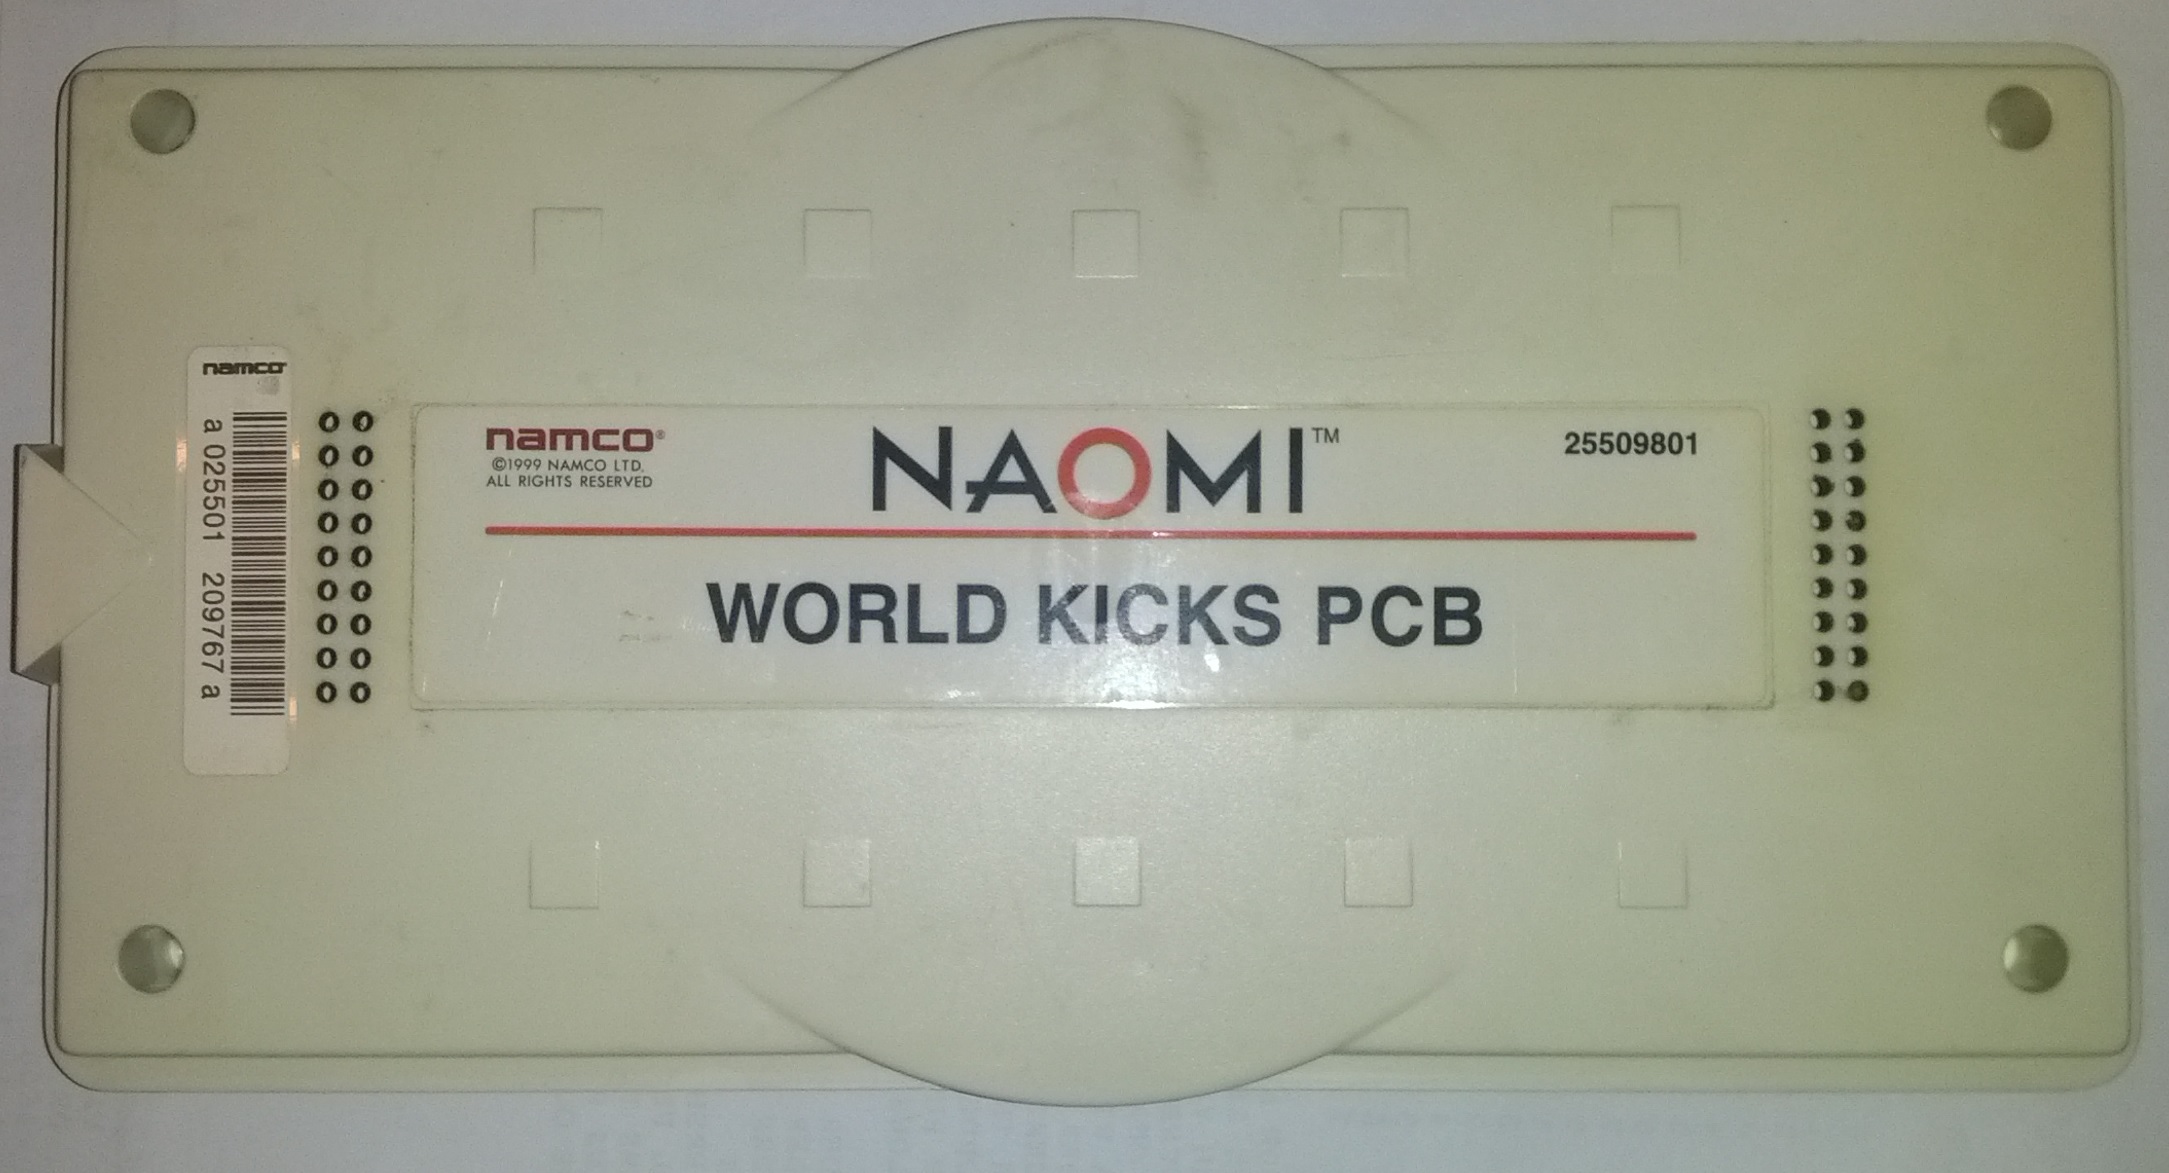 namco
a 025501 209767 a
namco®
©1999 NAMCO LTD.
ALL RIGHTS RESERVED
NAOMI™
25509801
WORLD KICKS PCB